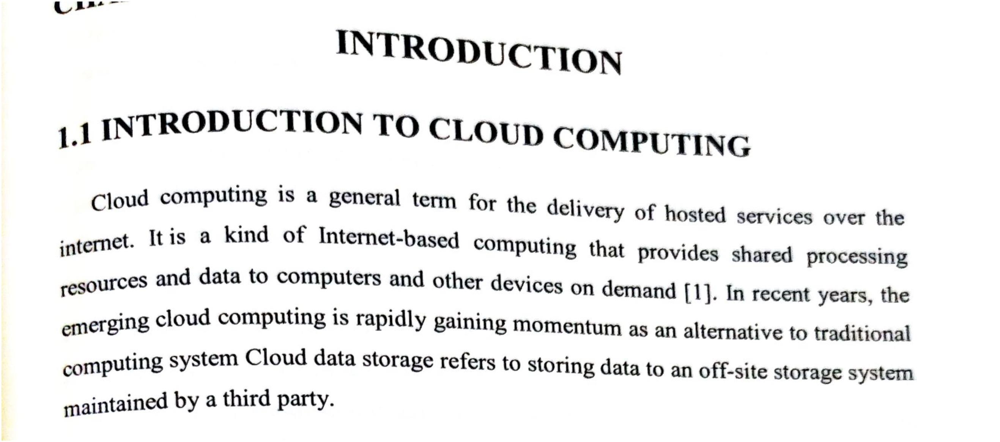 INTRODUCTION
1.1 INTRODUCTION TO CLOUD COMPUTING
Cloud computing is a general term for the delivery of hosted services over the
internet. It is a kind of Internet-based computing that provides shared processing
resources and data to computers and other devices on demand [1]. In recent years, the
emerging cloud computing is rapidly gaining momentum as an alternative to traditional
computing system Cloud data storage refers to storing data to an off-site storage system
maintained by a third party.